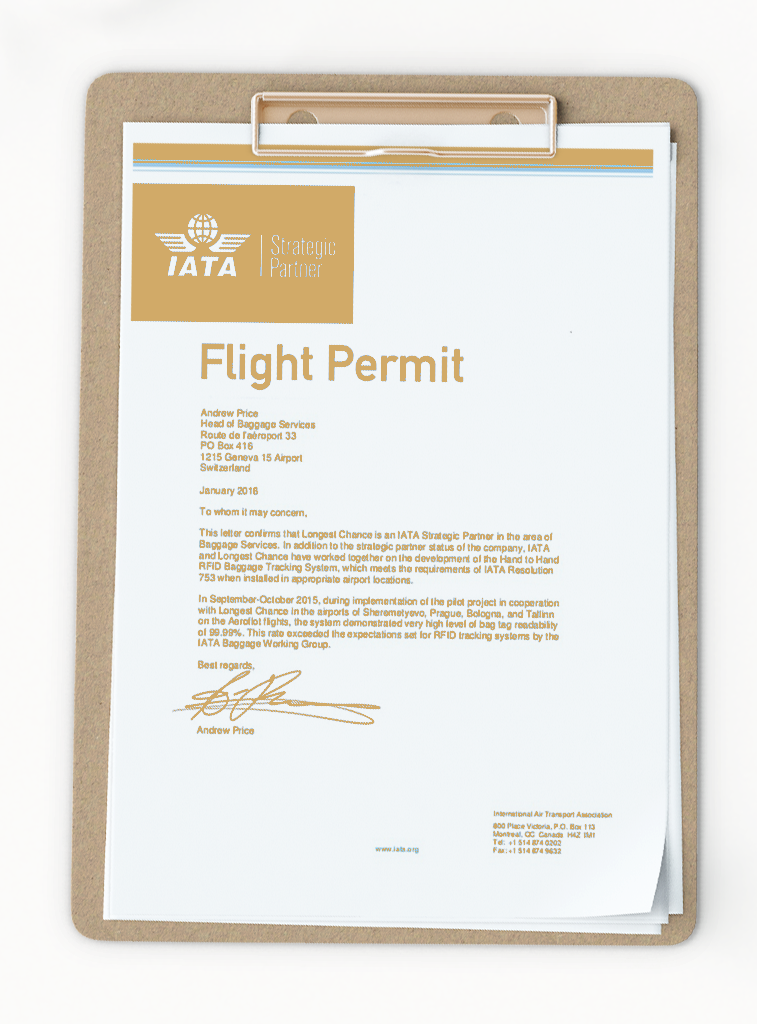 IATA
Strategic
Partner
Flight Permit
Andrew Price
Head of Baggage Services
Route de l'aéroport 33
PO Box 416
1215 Geneva 15 Airport
Switzerland
January 2016
To whom it may concern,
This letter confirms that Longest Chance is an IATA Strategic Partner in the area of
Baggage Services. In addition to the strategic partner status of the company, IATA
and Longest Chance have worked together on the development of the Hand to Hand
RFID Baggage Tracking System, which meets the requirements of IATA Resolution
753 when installed in appropriate airport locations.
In September-October 2015, during implementation of the pilot project in cooperation
with Longest Chance in the airports of Sheremetyevo, Prague, Bologna, and Tallinn
on the Aeroflot flights, the system demonstrated very high level of bag tag readability
of 99.99%. This rate exceeded the expectations set for RFID tracking systems by the
IATA Baggage Working Group.
Best regards,
Andrew Price
www.iata.org
International Air Transport Association
800 Place Victoria, P.O. Box 113
Montreal, QC Canada H4Z 1M1
Tel: +1 514 874 0202
Fax: +1 514 874 9632